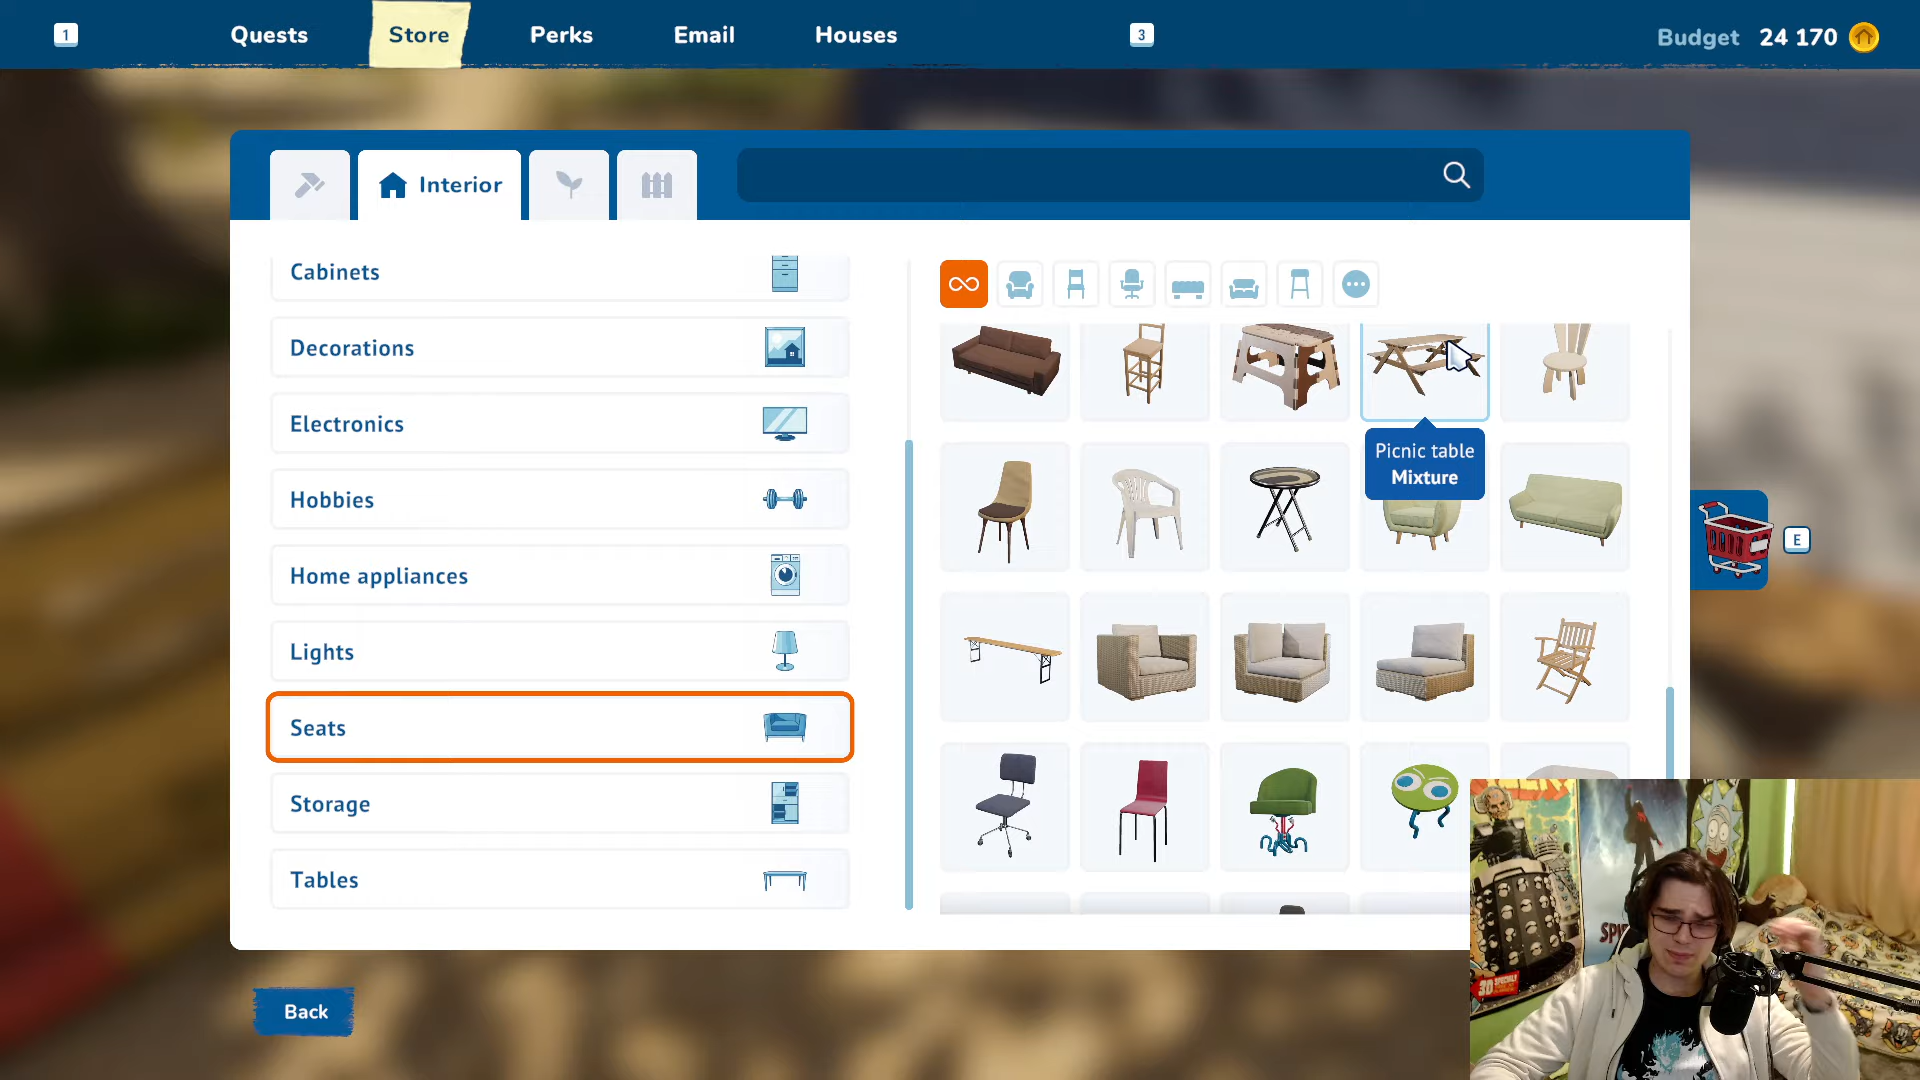 1
Quests
Store
Perks
Email
Houses
3
Budget 24 170
Interior
Cabinets
Decorations
Electronics
Hobbies
Home appliances
Lights
Seats
Storage
Tables
Picnic table
Mixture
E
Back